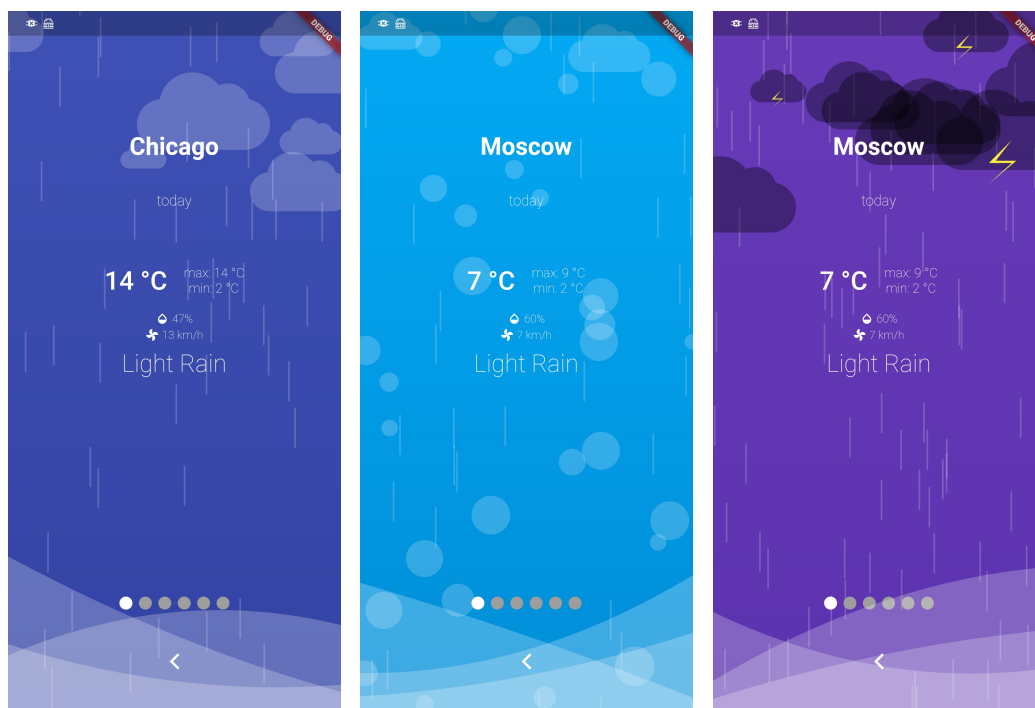 DEBUG
Chicago
today
14 °C
max: 14 °C
min: 2 °C
47%
13 km/h
Light Rain
DEBUG
Moscow
today
7 °C
max: 9 °C
min: 2 °C
60%
7 km/h
Light Rain
DEBUG
Moscow
today
7 °C
max: 9 °C
min: 2 °C
60%
7 km/h
Light Rain